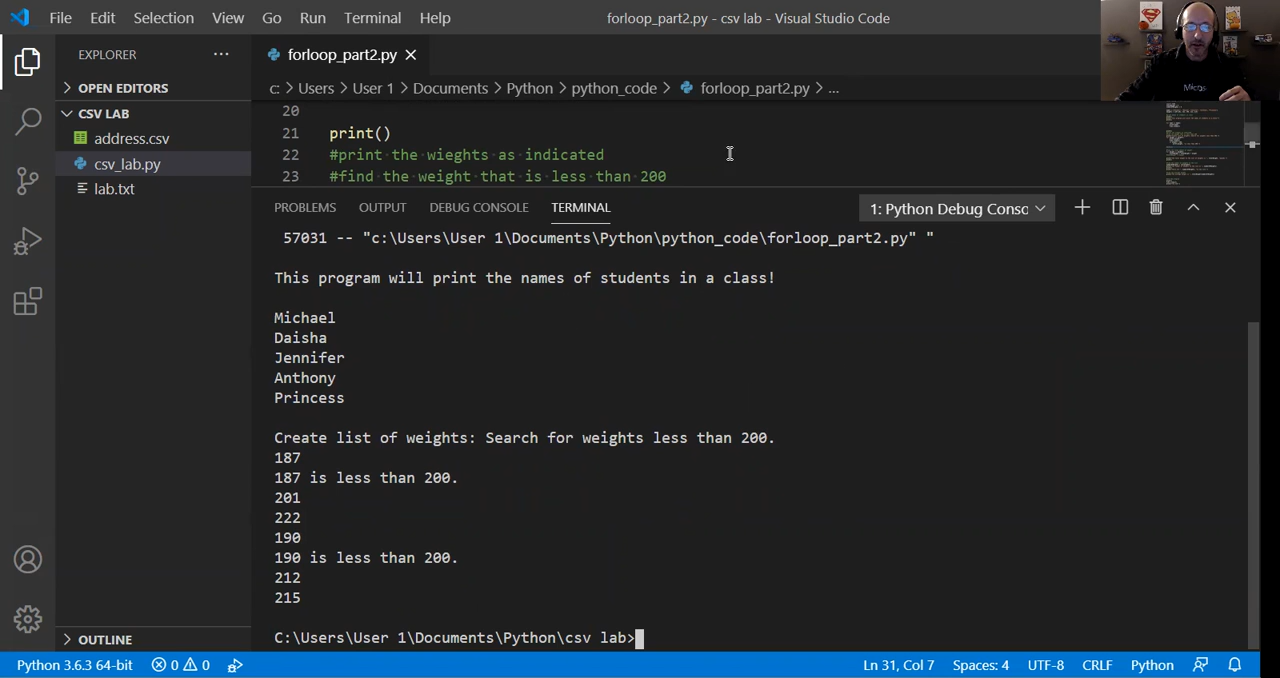 File Edit Selection View Go Run Terminal Help
forloop_part2.py - csv lab - Visual Studio Code
EXPLORER
OPEN EDITORS
CSV LAB
address.csv
csv_lab.py
lab.txt
OUTLINE
forloop_part2.py
c: > Users > User 1 > Documents > Python > python_code > forloop_part2.py > ...
20
21 print()
22 #print the wieghts as indicated
23 #find the weight that is less than 200
PROBLEMS OUTPUT DEBUG CONSOLE TERMINAL
1: Python Debug Conso
57031 -- "c:\Users\User 1\Documents\Python\python_code\forloop_part2.py" "
This program will print the names of students in a class!
Michael
Daisha
Jennifer
Anthony
Princess
Create list of weights: Search for weights less than 200.
187
187 is less than 200.
201
222
190
190 is less than 200.
212
215
C:\Users\User 1\Documents\Python\csv lab>
Python 3.6.3 64-bit 0 0
Ln 31, Col 7 Spaces: 4 UTF-8 CRLF Python